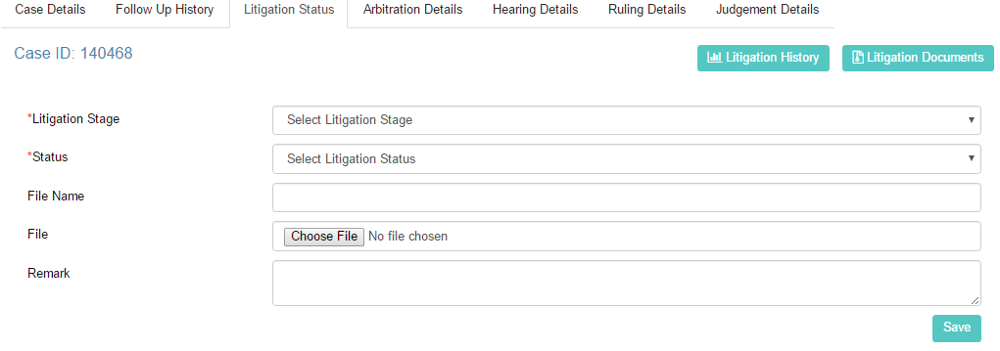 Case Details Follow Up History Litigation Status Arbitration Details Hearing Details Ruling Details Judgement Details
Case ID: 140468 Litigation History Litigation Documents
*Litigation Stage Select Litigation Stage
*Status Select Litigation Status
File Name
File Choose File No file chosen
Remark
Save